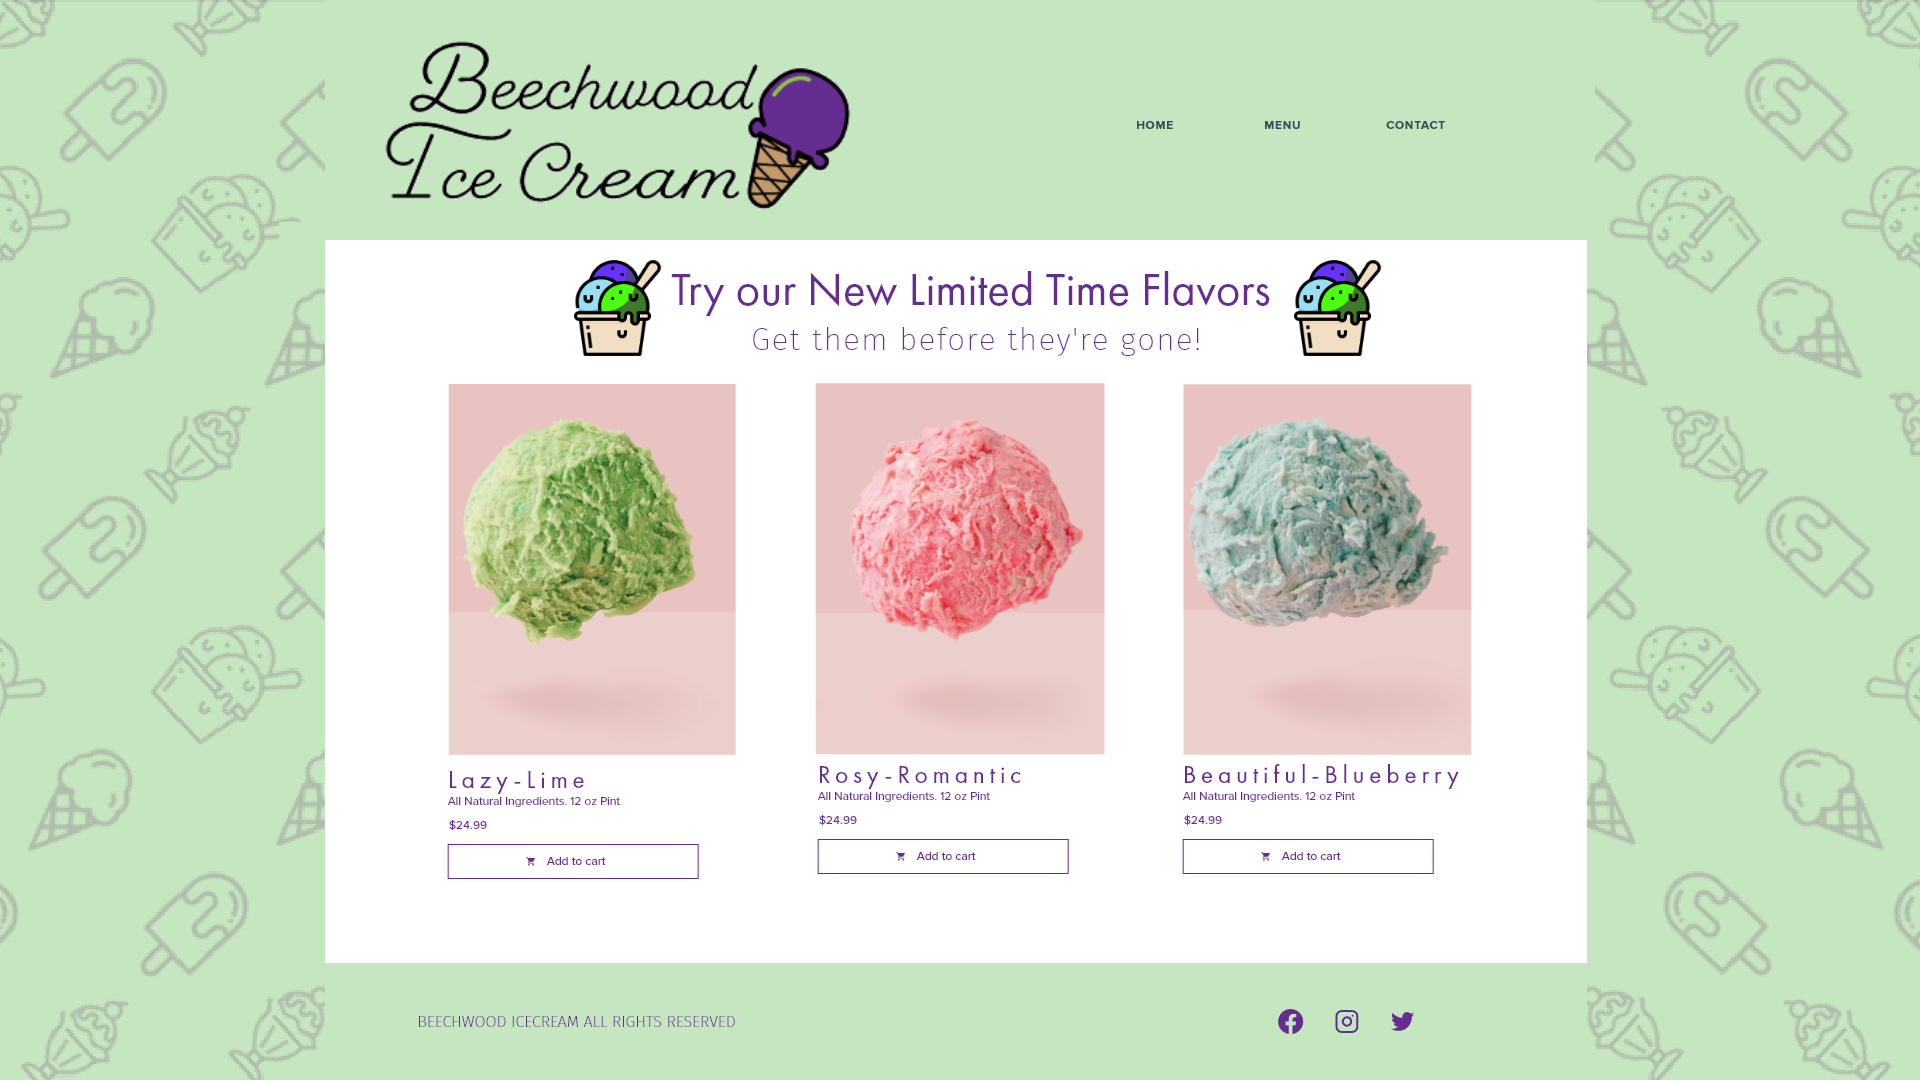 Beechwood
Ice Cream
HOME
MENU
CONTACT
Try our New Limited Time Flavors
Get them before they're gone!
Lazy-Lime
All Natural Ingredients. 12 oz Pint
$24.99
Add to cart
Rosy-Romantic
All Natural Ingredients. 12 oz Pint
$24.99
Add to cart
Beautiful-Blueberry
All Natural Ingredients. 12 oz Pint
$24.99
Add to cart
BEECHWOOD ICECREAM ALL RIGHTS RESERVED